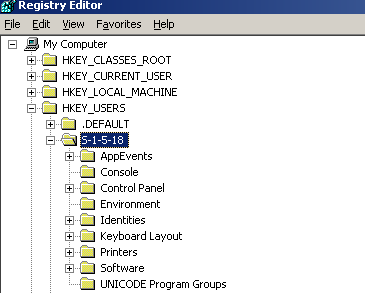 Registry Editor
File Edit View Favorites Help
My Computer
HKEY_CLASSES_ROOT
HKEY_CURRENT_USER
HKEY_LOCAL_MACHINE
HKEY_USERS
.DEFAULT
S-1-5-18
AppEvents
Console
Control Panel
Environment
Identities
Keyboard Layout
Printers
Software
UNICODE Program Groups